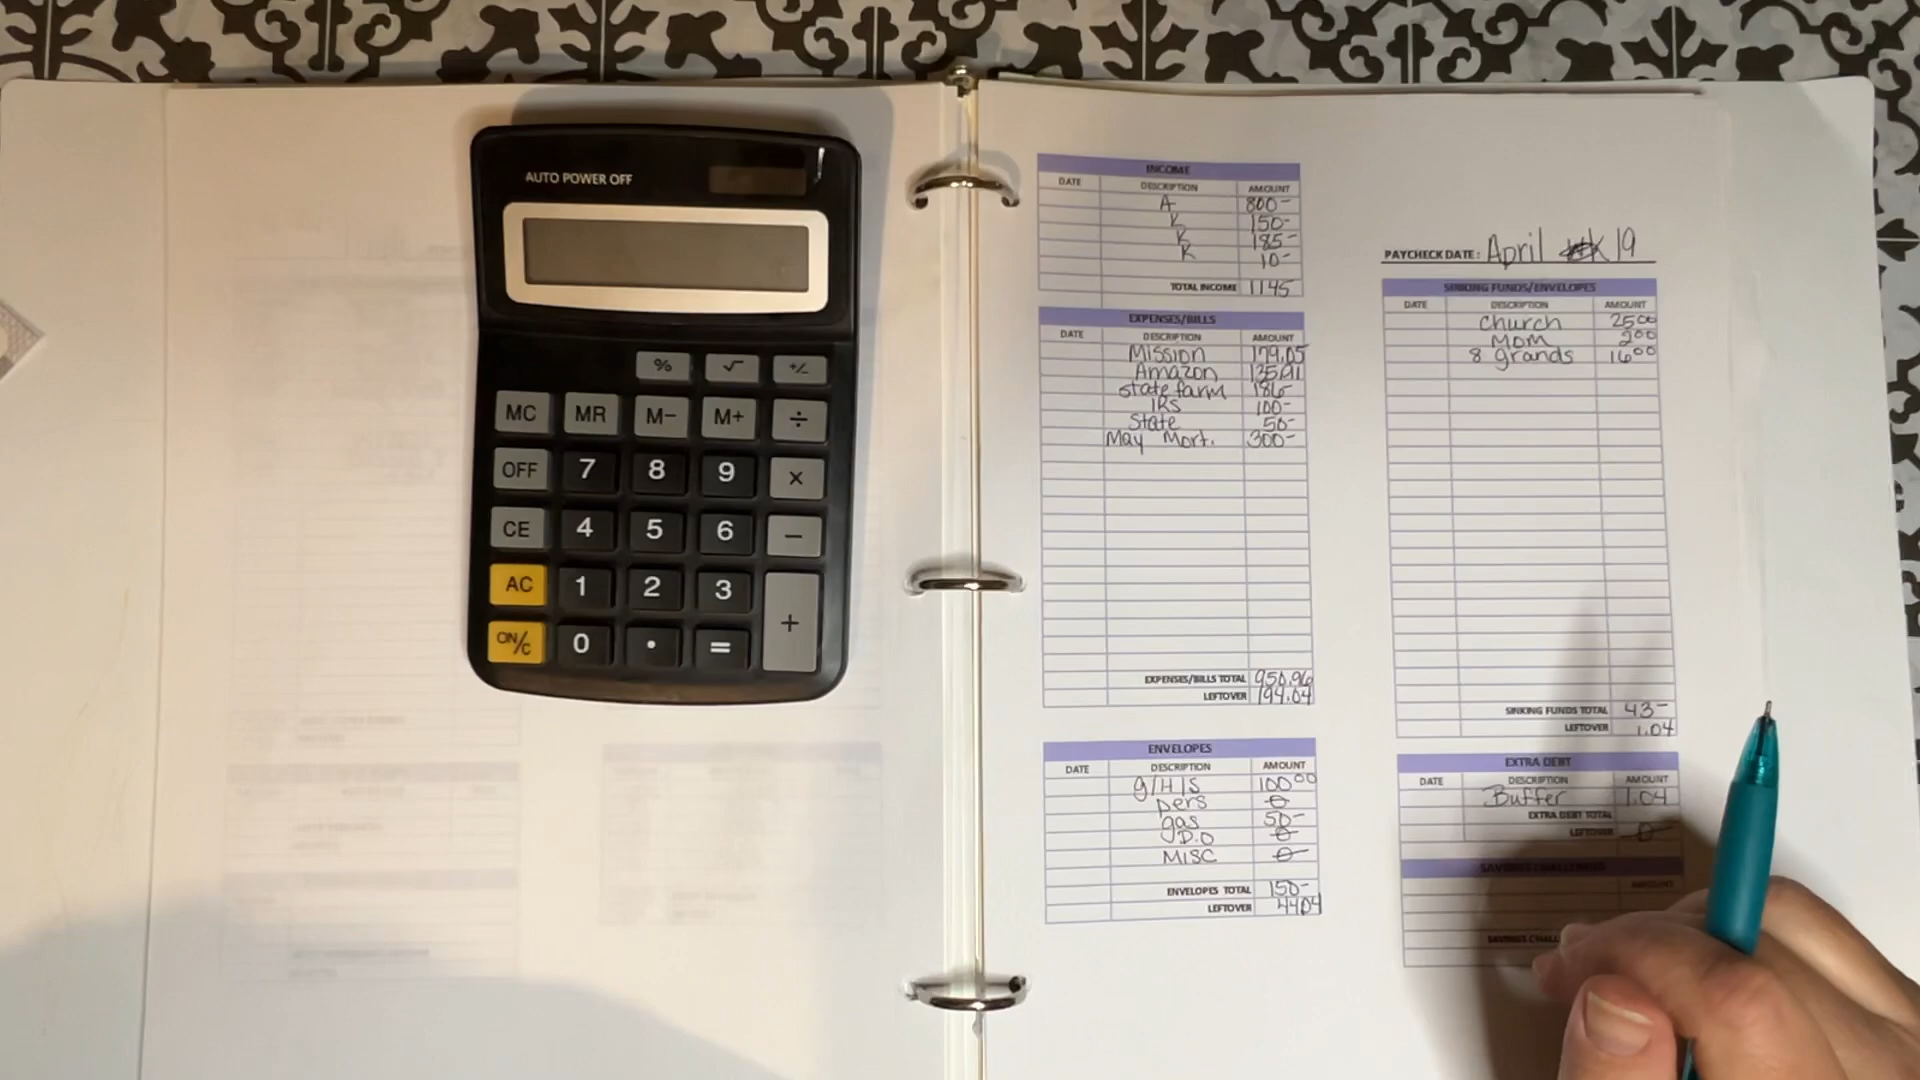 AUTO POWER OFF
% √ +/-
MC MR M− M+ ÷
OFF 7 8 9 ×
CE 4 5 6 −
AC 1 2 3 +
ON/C 0 . =
INCOME
DATE DESCRIPTION AMOUNT
A 800-
K 150-
K 185-
K 10-
TOTAL INCOME 1145
EXPENSES/BILLS
DATE DESCRIPTION AMOUNT
Mission 179.05
Amazon 135.91
State farm 186-
IRS 100-
State 50-
May Mort. 300-
EXPENSES/BILLS TOTAL 950.96
LEFTOVER 194.04
ENVELOPES
DATE DESCRIPTION AMOUNT
g/H/S 100.00
pers 0
gas 50-
D.O 0
MISC 0
ENVELOPES TOTAL 150-
LEFTOVER 44.04
PAYCHECK DATE: April 19
SINKING FUNDS/ENVELOPES
DATE DESCRIPTION AMOUNT
Church 25.00
Mom 2.00
8 grands 16.00
SINKING FUNDS TOTAL 43-
LEFTOVER 1.04
EXTRA DEBT
DATE DESCRIPTION AMOUNT
Buffer 1.04
EXTRA DEBT TOTAL
LEFTOVER 0
SAVINGS CHALLENGES
AMOUNT
SAVINGS